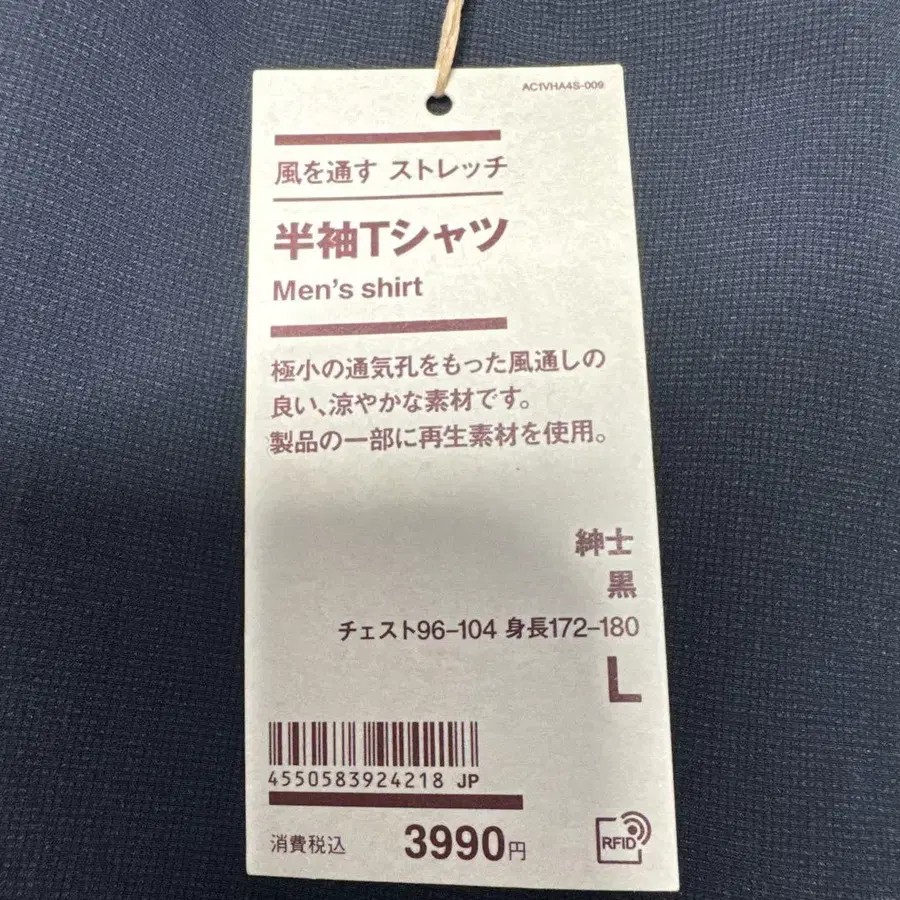 AC1VHA4S-009
風を通す ストレッチ
半袖Tシャツ
Men's shirt
極小の通気孔をもった風通しの
良い、涼やかな素材です。
製品の一部に再生素材を使用。
紳士
黒
チェスト96–104 身長172–180
L
4550583924218 JP
消費税込 3990円
RFID